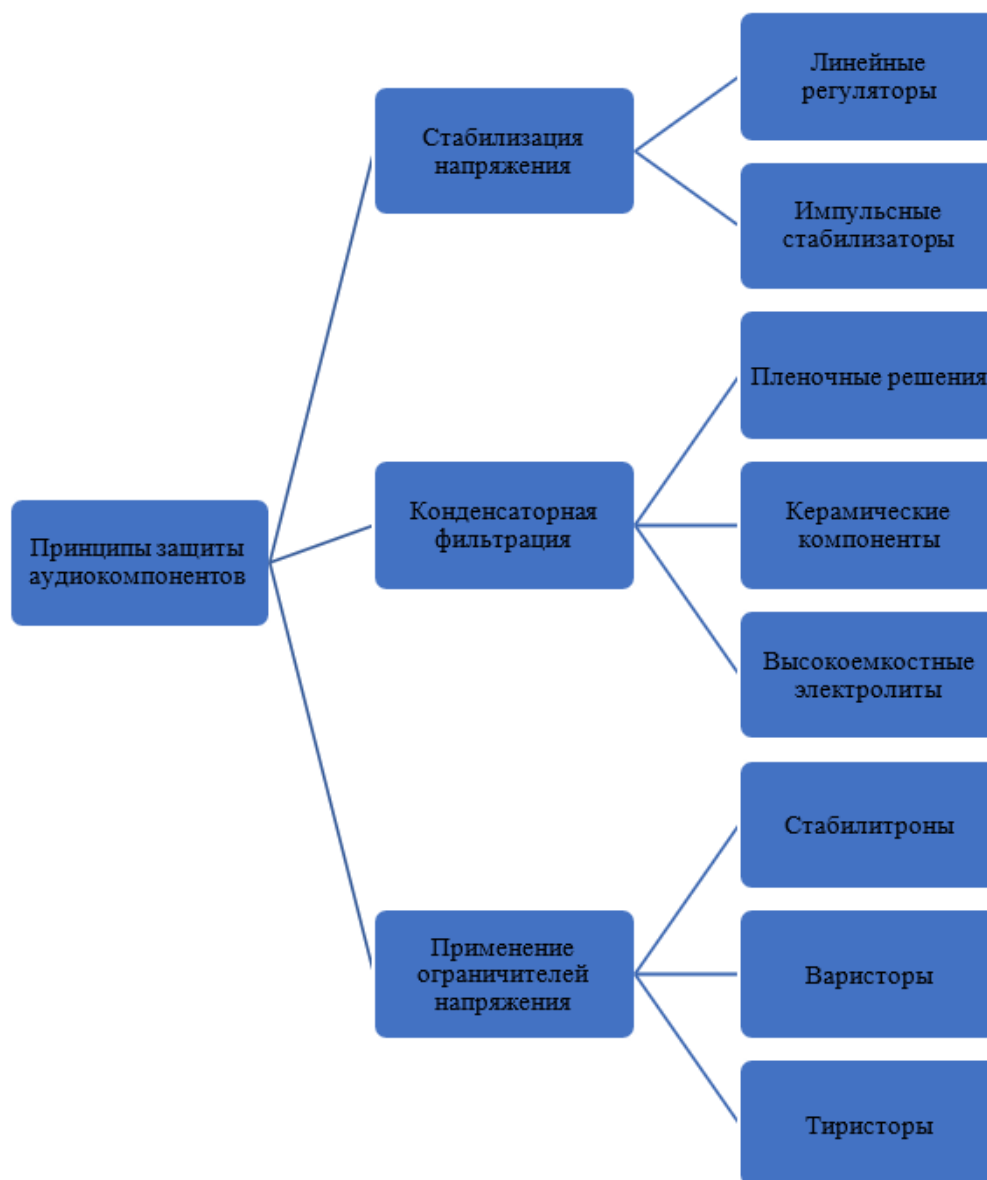 Принципы защиты
аудиокомпонентов
Стабилизация
напряжения
Линейные
регуляторы
Импульсные
стабилизаторы
Конденсаторная
фильтрация
Пленочные решения
Керамические
компоненты
Высокоемкостные
электролиты
Применение
ограничителей
напряжения
Стабилитроны
Варисторы
Тиристоры